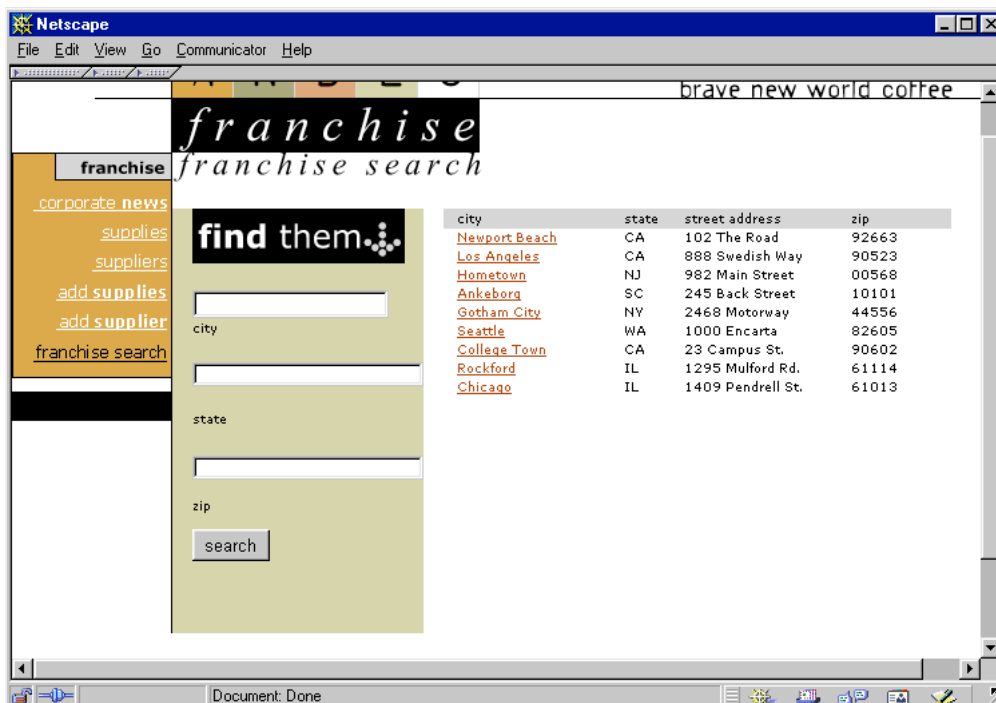 Netscape
File Edit View Go Communicator Help
A N D E S
brave new world coffee
franchise
franchise search
franchise
corporate news
supplies
suppliers
add supplies
add supplier
franchise search
find them
city
state
zip
search
city state street address zip
Newport Beach CA 102 The Road 92663
Los Angeles CA 888 Swedish Way 90523
Hometown NJ 982 Main Street 00568
Ankeborg SC 245 Back Street 10101
Gotham City NY 2468 Motorway 44556
Seattle WA 1000 Encarta 82605
College Town CA 23 Campus St. 90602
Rockford IL 1295 Mulford Rd. 61114
Chicago IL 1409 Pendrell St. 61013
Document: Done